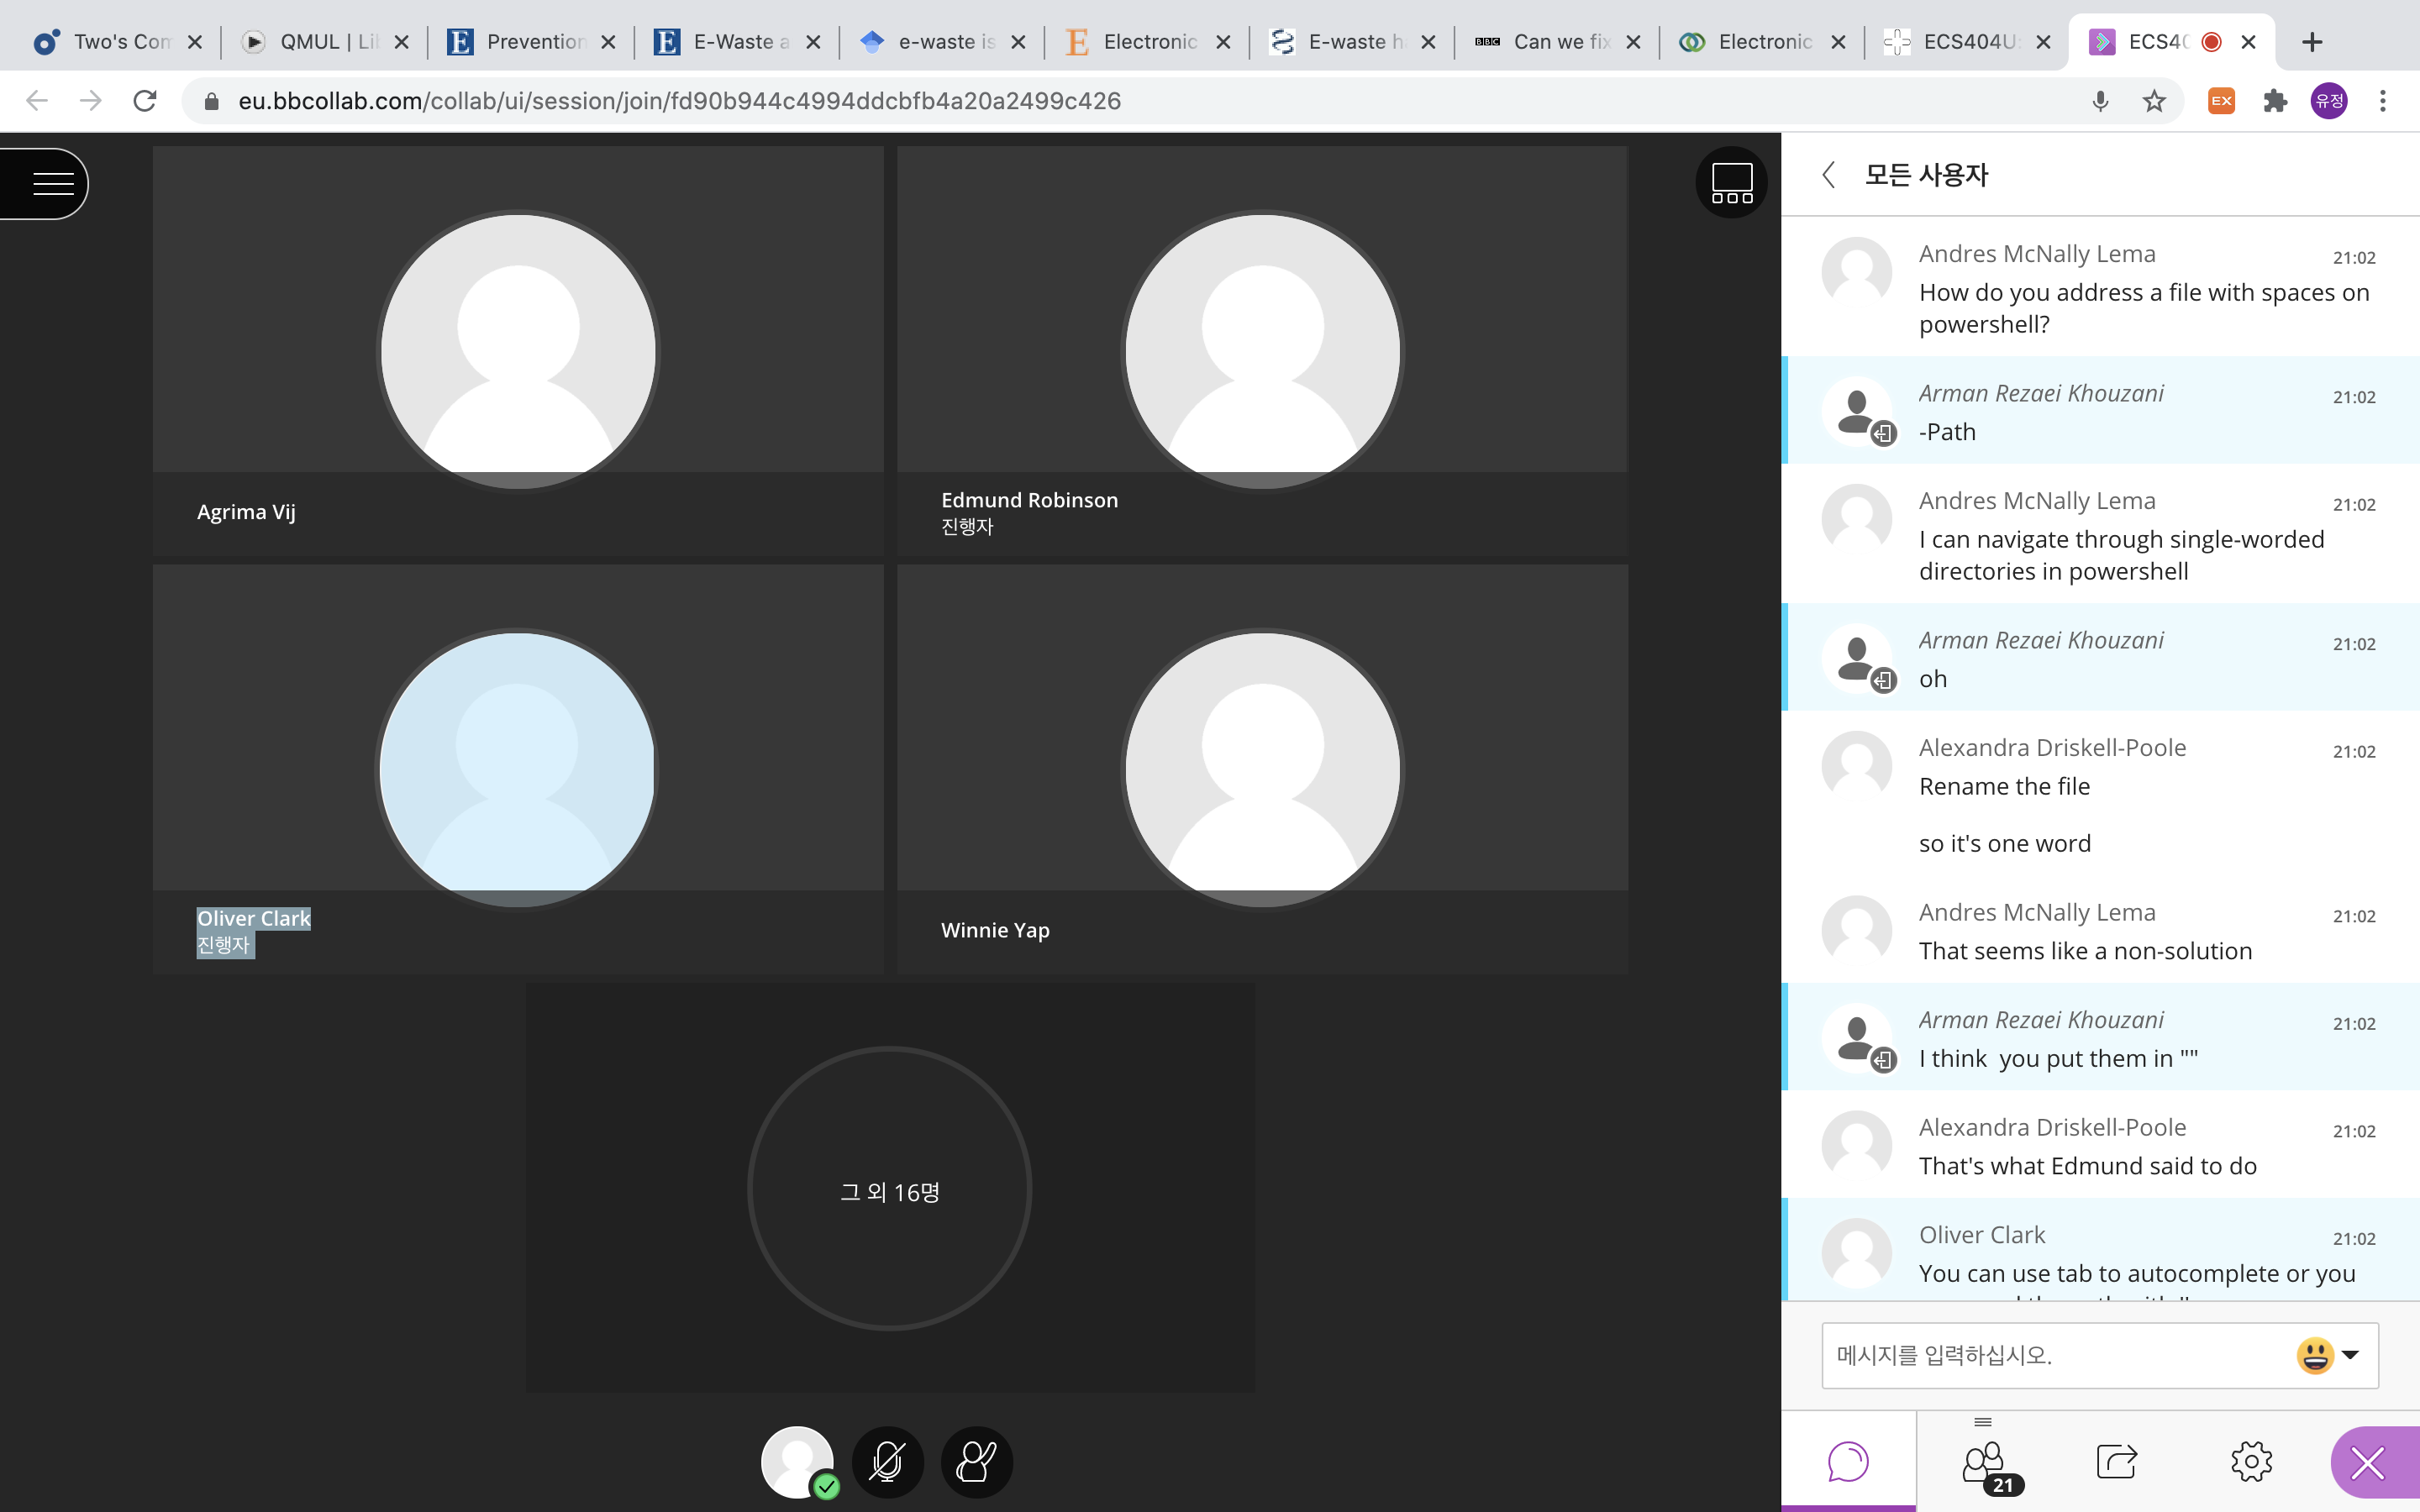 Two's Com
QMUL | Lib
Prevention
E-Waste a
e-waste is
Electronic
E-waste h
BBC
Can we fix
Electronic
ECS404U:
ECS40
eu.bbcollab.com/collab/ui/session/join/fd90b944c4994ddcbfb4a20a2499c426
EX
유정
Agrima Vij
Edmund Robinson
진행자
Oliver Clark
진행자
Winnie Yap
그 외 16명
모든 사용자
Andres McNally Lema 21:02
How do you address a file with spaces on
powershell?
Arman Rezaei Khouzani 21:02
-Path
Andres McNally Lema 21:02
I can navigate through single-worded
directories in powershell
Arman Rezaei Khouzani 21:02
oh
Alexandra Driskell-Poole 21:02
Rename the file
so it's one word
Andres McNally Lema 21:02
That seems like a non-solution
Arman Rezaei Khouzani 21:02
I think  you put them in ""
Alexandra Driskell-Poole 21:02
That's what Edmund said to do
Oliver Clark 21:02
You can use tab to autocomplete or you
메시지를 입력하십시오.
21